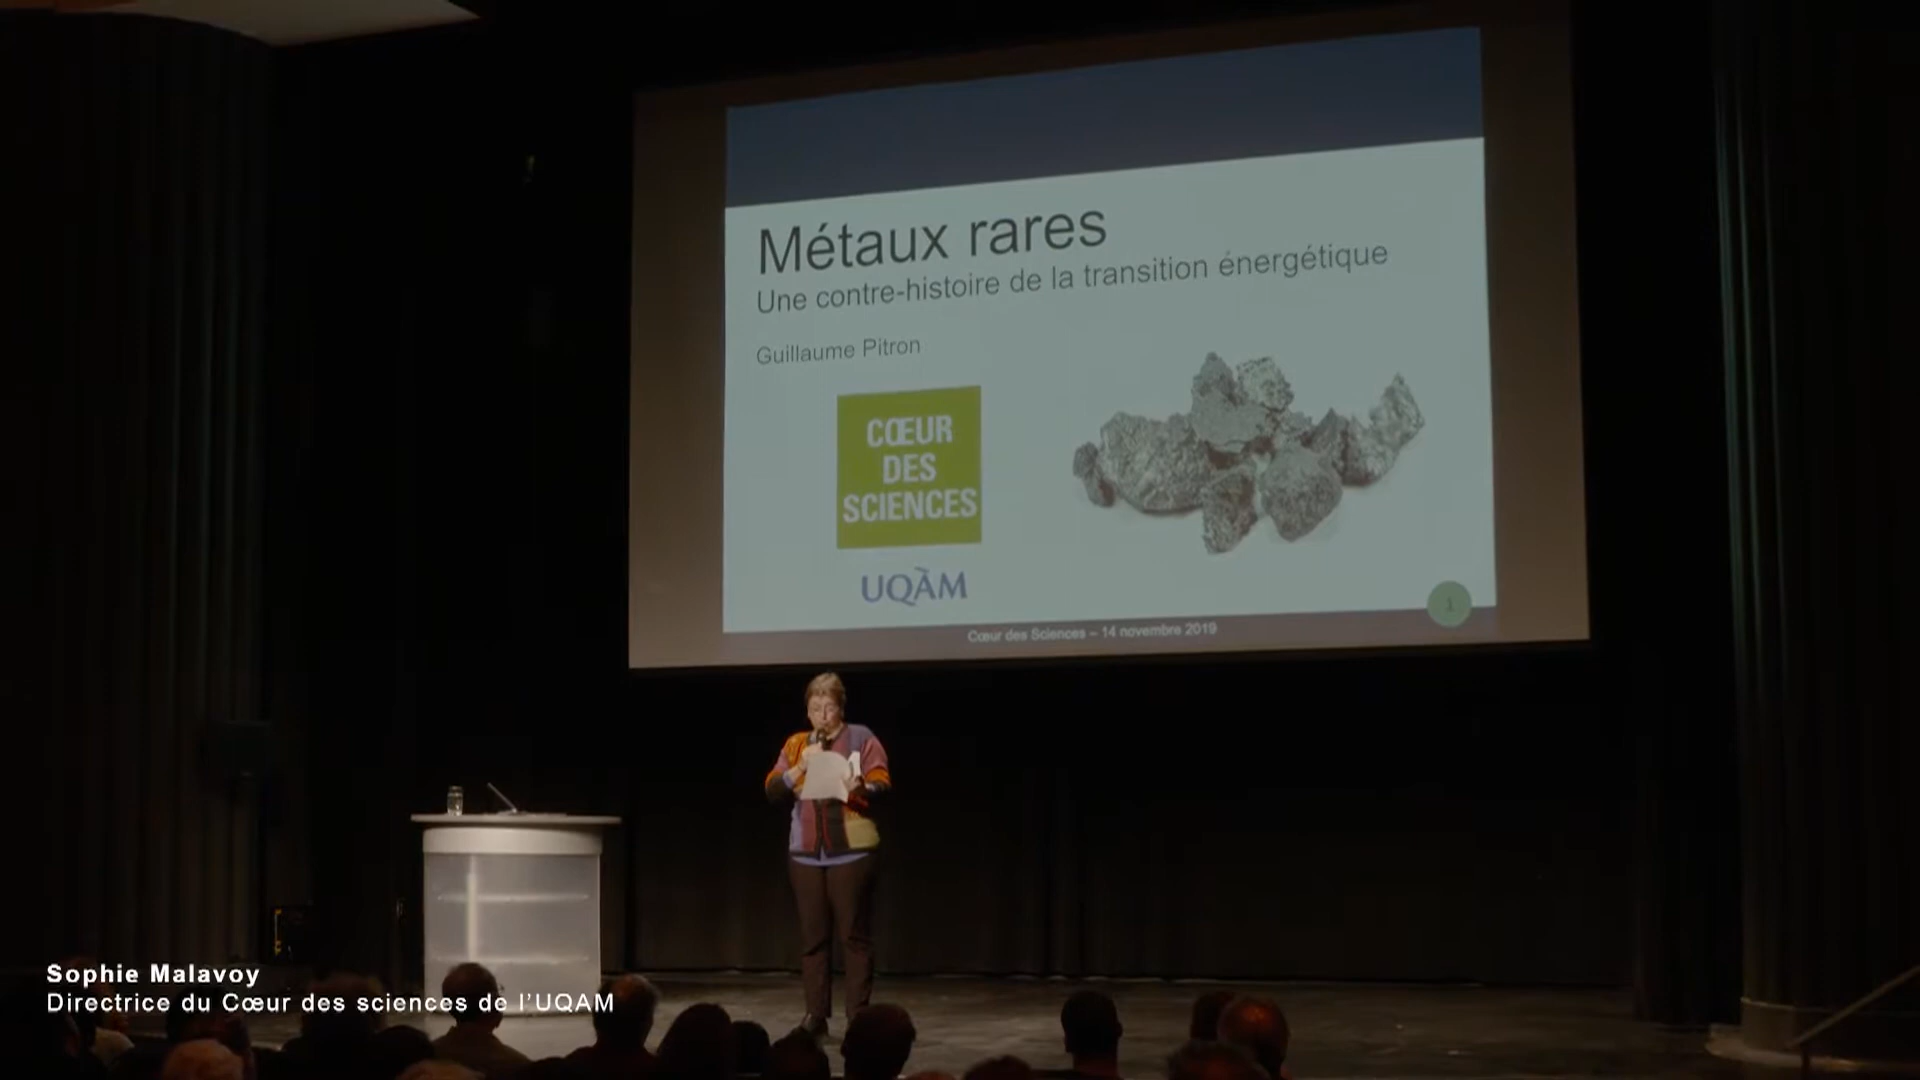 Métaux rares
Une contre-histoire de la transition énergétique
Guillaume Pitron
CŒUR
DES
SCIENCES
UQÀM
Cœur des Sciences – 14 novembre 2019
1
Sophie Malavoy
Directrice du Cœur des sciences de l'UQAM